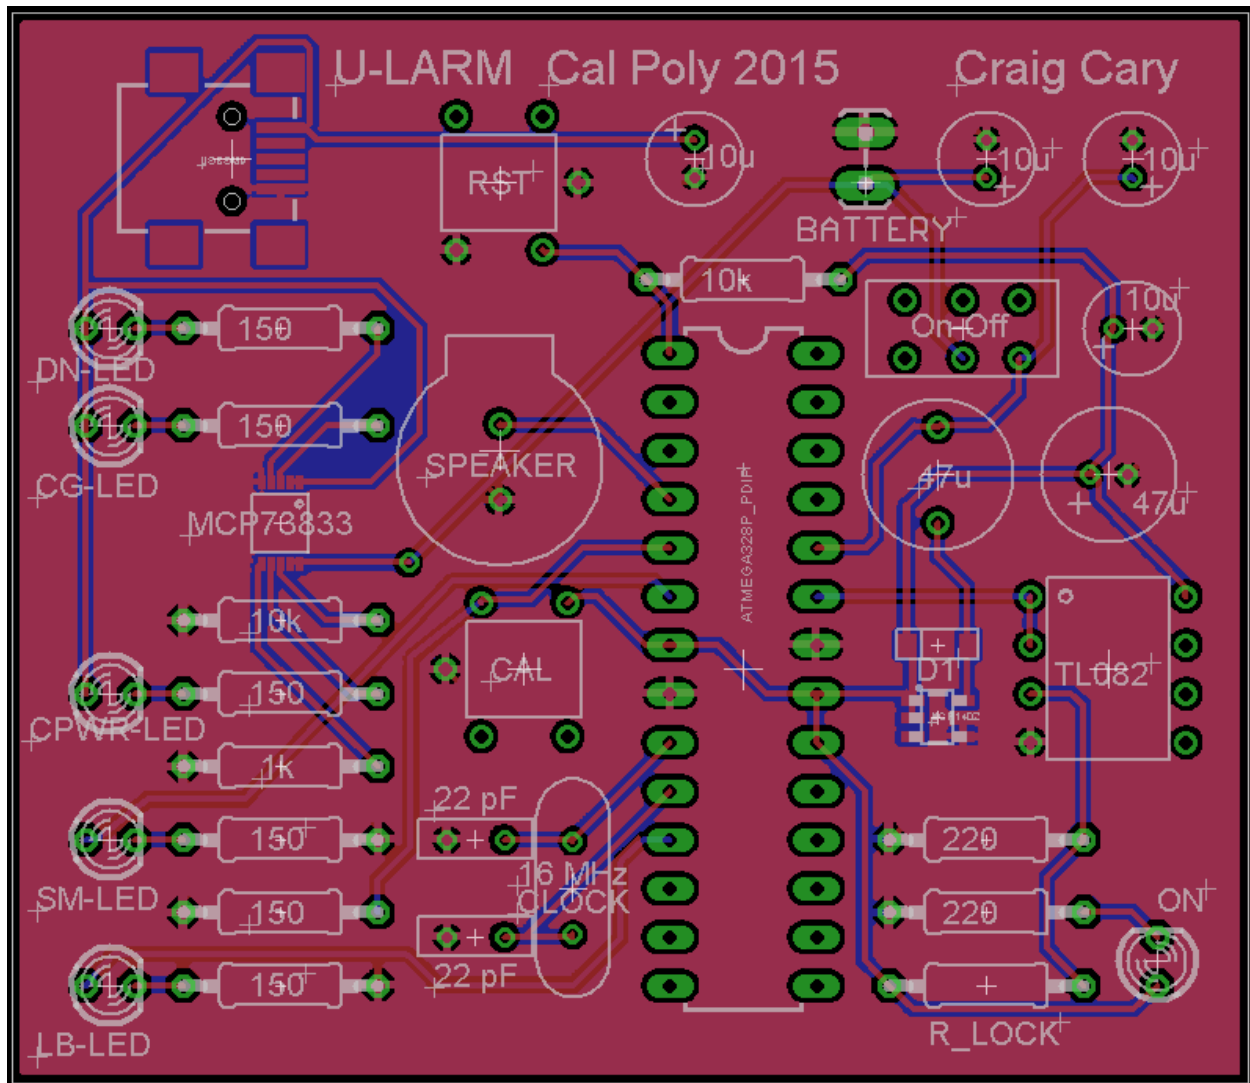 U-LARM Cal Poly 2015 Craig Cary
RST
10u
10u
10u
BATTERY
10k
10u
On-Off
150
DN-LED
150
CG-LED
SPEAKER
47u
47u
MCP73833
ATMEGA328P_PDIP
10k
CAL
D1
TL082
150
CPWR-LED
1k
22 pF
150
220
16 MHz
CLOCK
SM-LED
150
220
ON
22 pF
150
R_LOCK
LB-LED